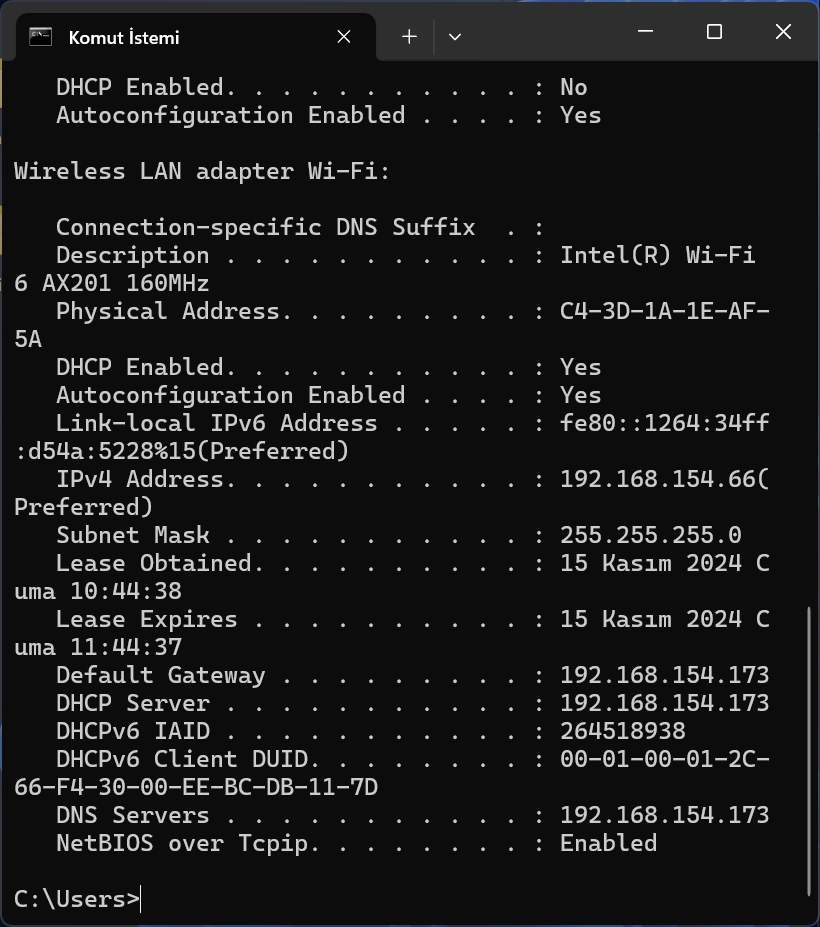 Komut İstemi
DHCP Enabled. . . . . . . . . . . : No
Autoconfiguration Enabled . . . . : Yes
Wireless LAN adapter Wi-Fi:
Connection-specific DNS Suffix  . :
Description . . . . . . . . . . . : Intel(R) Wi-Fi
6 AX201 160MHz
Physical Address. . . . . . . . . : C4-3D-1A-1E-AF-
5A
DHCP Enabled. . . . . . . . . . . : Yes
Autoconfiguration Enabled . . . . : Yes
Link-local IPv6 Address . . . . . : fe80::1264:34ff
:d54a:5228%15(Preferred)
IPv4 Address. . . . . . . . . . . : 192.168.154.66(
Preferred)
Subnet Mask . . . . . . . . . . . : 255.255.255.0
Lease Obtained. . . . . . . . . . : 15 Kasım 2024 C
uma 10:44:38
Lease Expires . . . . . . . . . . : 15 Kasım 2024 C
uma 11:44:37
Default Gateway . . . . . . . . . : 192.168.154.173
DHCP Server . . . . . . . . . . . : 192.168.154.173
DHCPv6 IAID . . . . . . . . . . . : 264518938
DHCPv6 Client DUID. . . . . . . . : 00-01-00-01-2C-
66-F4-30-00-EE-BC-DB-11-7D
DNS Servers . . . . . . . . . . . : 192.168.154.173
NetBIOS over Tcpip. . . . . . . . : Enabled
C:\Users>